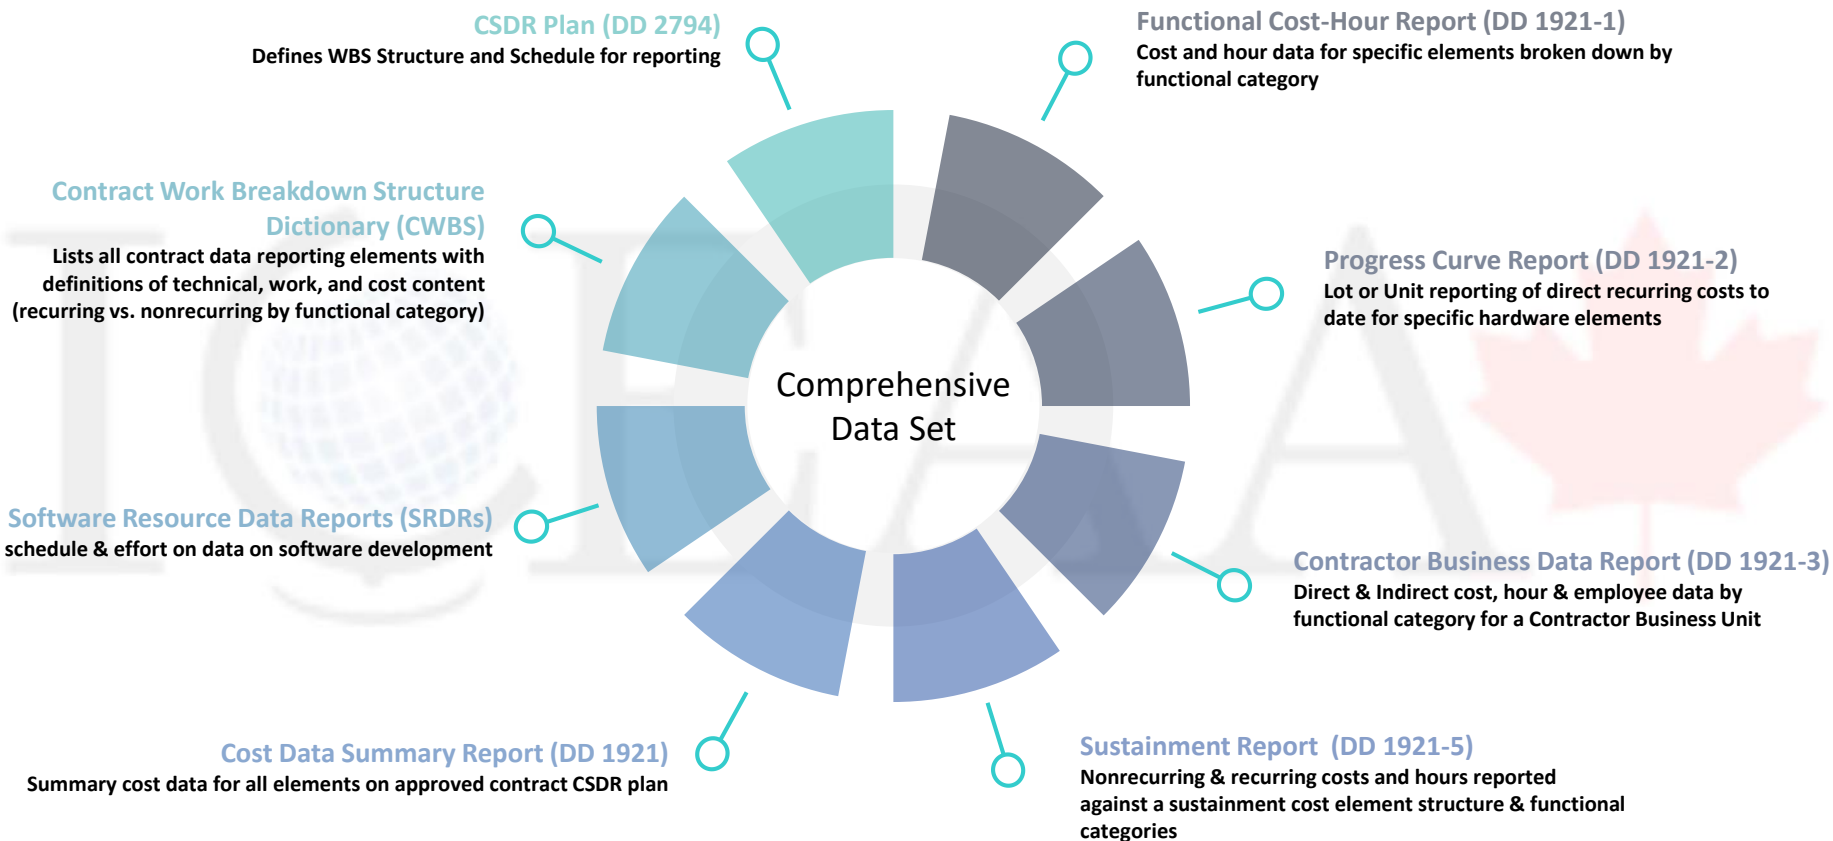 CSDR Plan (DD 2794)
Defines WBS Structure and Schedule for reporting
Functional Cost-Hour Report (DD 1921-1)
Cost and hour data for specific elements broken down by
functional category
Contract Work Breakdown Structure
Dictionary (CWBS)
Lists all contract data reporting elements with
definitions of technical, work, and cost content
(recurring vs. nonrecurring by functional category)
Progress Curve Report (DD 1921-2)
Lot or Unit reporting of direct recurring costs to
date for specific hardware elements
Comprehensive
Data Set
Software Resource Data Reports (SRDRs)
schedule & effort on data on software development
Contractor Business Data Report (DD 1921-3)
Direct & Indirect cost, hour & employee data by
functional category for a Contractor Business Unit
Cost Data Summary Report (DD 1921)
Summary cost data for all elements on approved contract CSDR plan
Sustainment Report (DD 1921-5)
Nonrecurring & recurring costs and hours reported
against a sustainment cost element structure & functional
categories
ICEAA